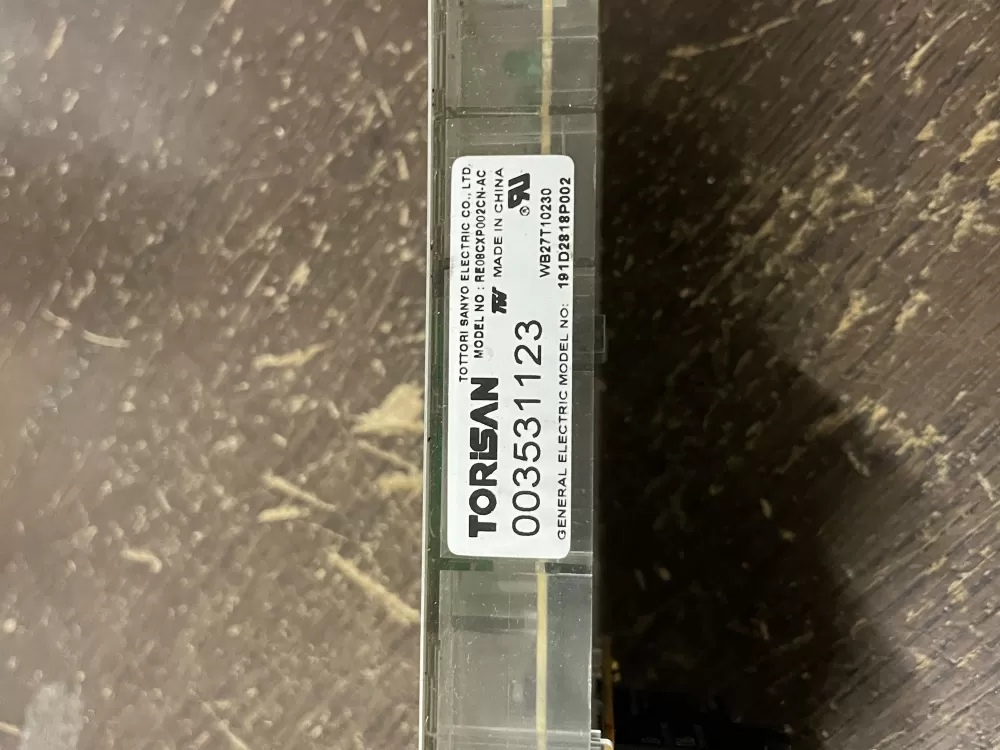 TOTTORI SANYO ELECTRIC CO., LTD.
TORISAN MODEL NO : RE08CXP002CN-AC
MADE IN CHINA
003531123
WB27T10230
GENERAL ELECTRIC MODEL NO: 191D2818P002